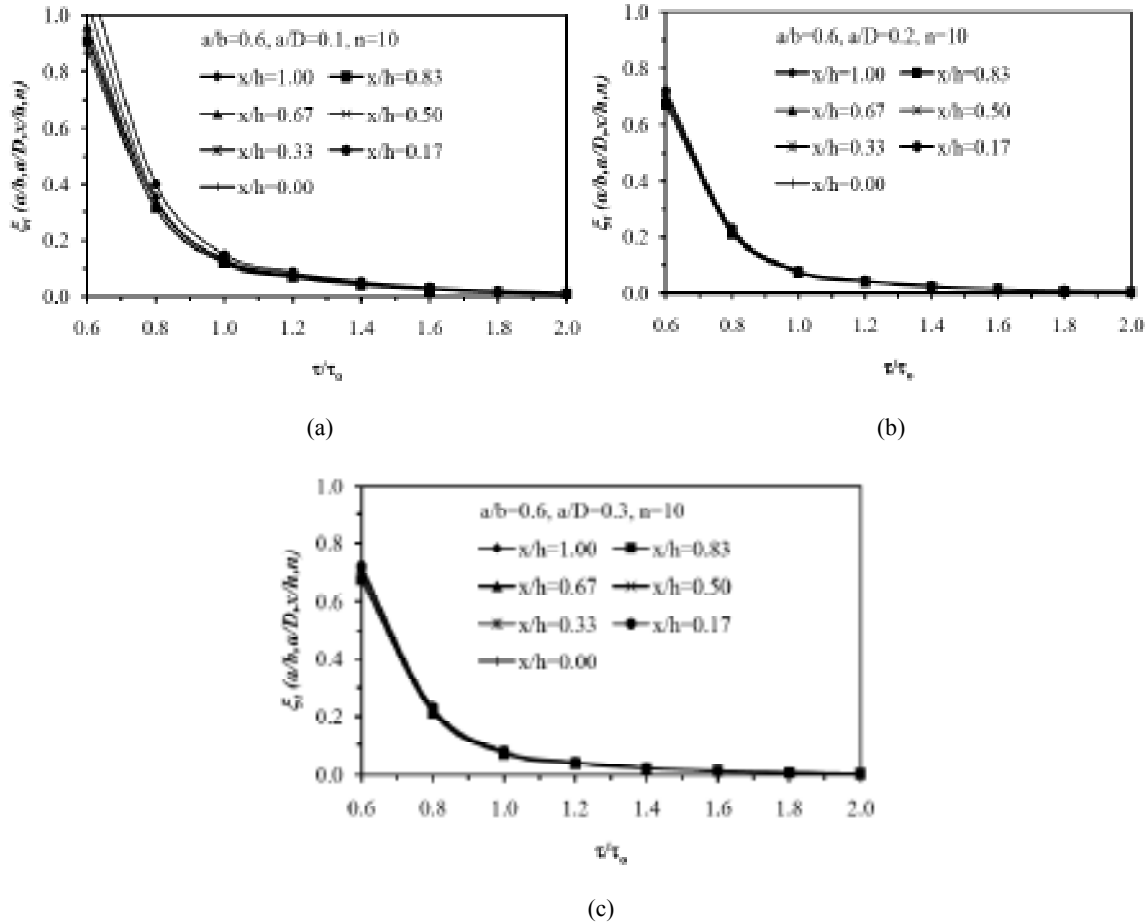 1.0
0.8
0.6
0.4
0.2
0.0
0.6 0.8 1.0 1.2 1.4 1.6 1.8 2.0
ξt (a/b,a/D,x/h,n)
a/b=0.6, a/D=0.1, n=10
x/h=1.00 x/h=0.83
x/h=0.67 x/h=0.50
x/h=0.33 x/h=0.17
x/h=0.00
(a)
1.0
0.8
0.6
0.4
0.2
0.0
0.6 0.8 1.0 1.2 1.4 1.6 1.8 2.0
ξt (a/b,a/D,x/h,n)
a/b=0.6, a/D=0.2, n=10
x/h=1.00 x/h=0.83
x/h=0.67 x/h=0.50
x/h=0.33 x/h=0.17
x/h=0.00
(b)
1.0
0.8
0.6
0.4
0.2
0.0
0.6 0.8 1.0 1.2 1.4 1.6 1.8 2.0
ξt (a/b,a/D,x/h,n)
a/b=0.6, a/D=0.3, n=10
x/h=1.00 x/h=0.83
x/h=0.67 x/h=0.50
x/h=0.33 x/h=0.17
x/h=0.00
(c)